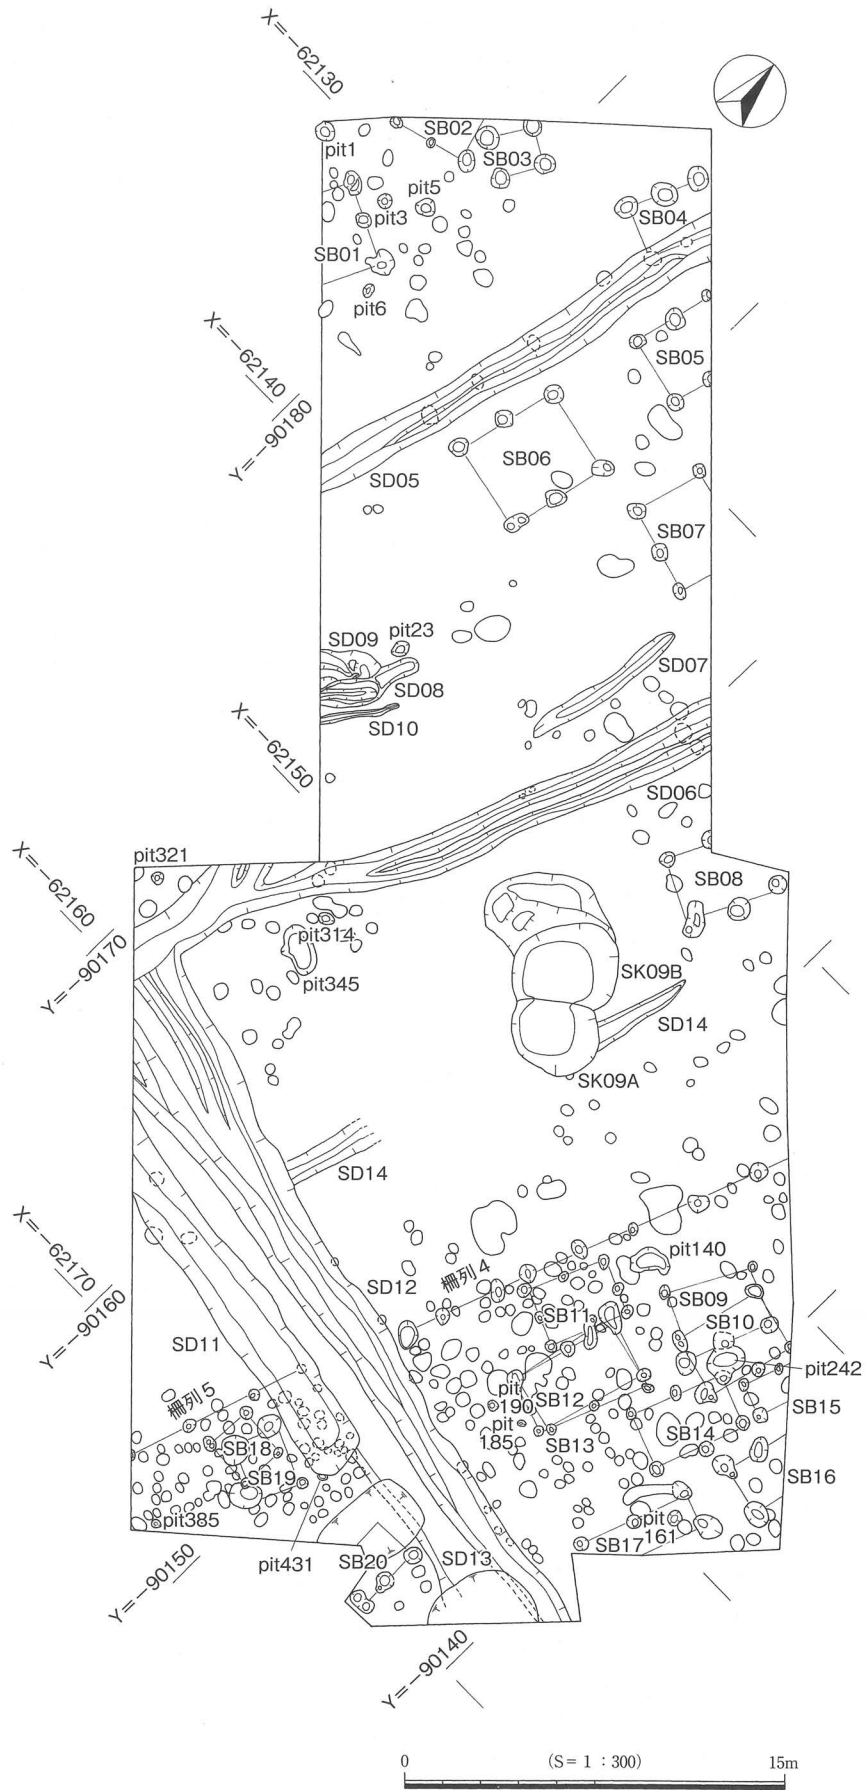 X=-62130
SB02
pit1
SB03
pit5
pit3
SB04
SB01
pit6
X=-62140
Y=-90180
SB05
SB06
SD05
SB07
SD09
pit23
SD07
SD08
SD10
X=-62150
SD06
pit321
SB08
X=-62160
Y=-90170
pit314
SK09B
pit345
SD14
SK09A
SD14
pit140
SD12
柵列4
SB09
SB11
SB10
X=-62170
Y=-90160
SD11
pit242
pit
190
SB12
SB15
柵列5
pit
185
SB13
SB14
SB18
SB19
SB16
pit385
pit
161
SB17
pit431
SB20
SD13
Y=-90150
Y=-90140
0
(S=1:300)
15m